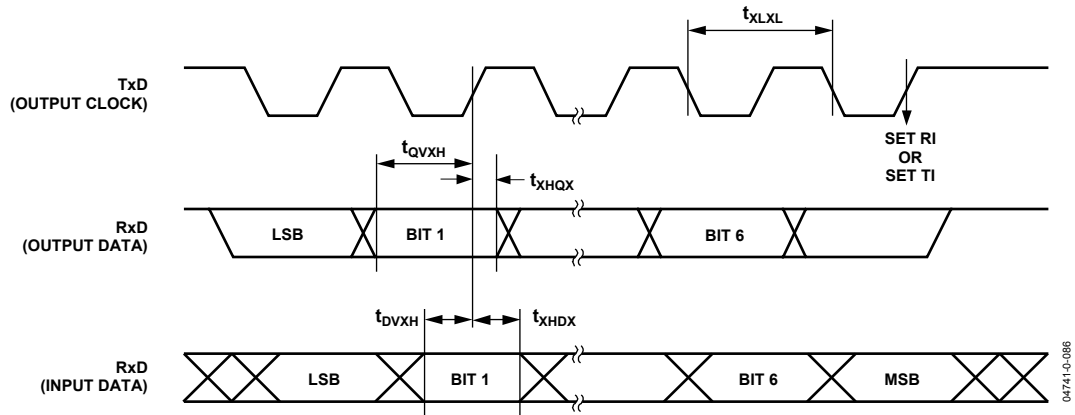 tXLXL
TxD
(OUTPUT CLOCK)
SET RI
OR
SET TI
tQVXH
tXHQX
RxD
(OUTPUT DATA)
LSB
BIT 1
BIT 6
tDVXH
tXHDX
RxD
(INPUT DATA)
LSB
BIT 1
BIT 6
MSB
04741-0-086